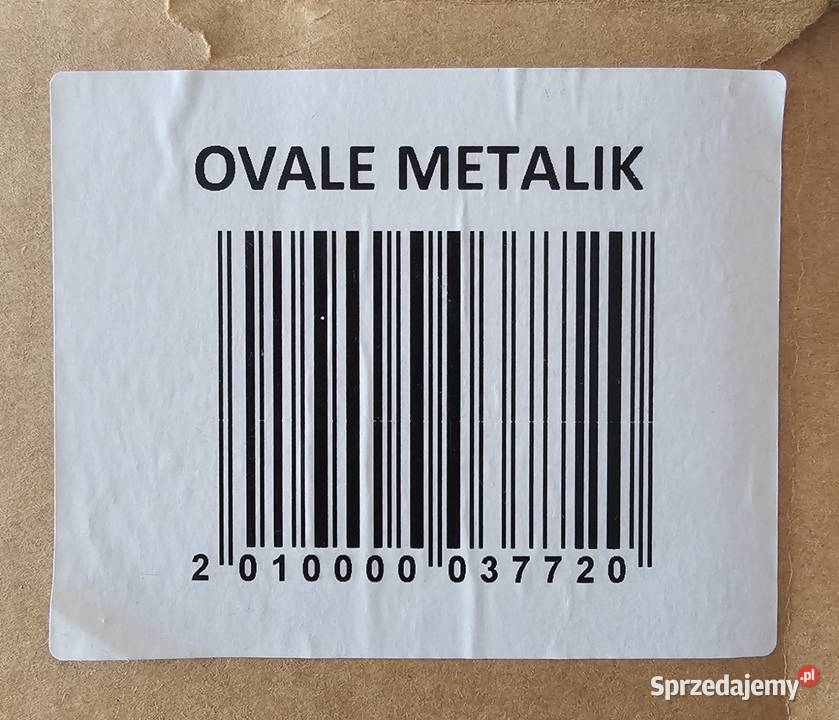 OVALE METALIK
2 010000 037720
Sprzedajemy.pl